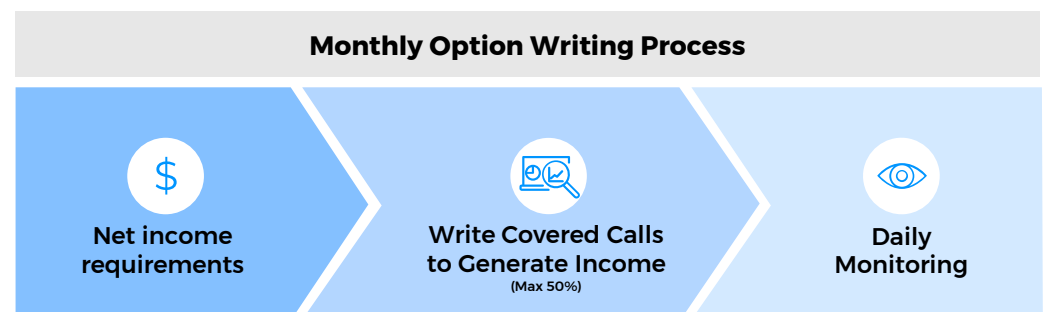 Monthly Option Writing Process
$
Net income
requirements
Write Covered Calls
to Generate Income
(Max 50%)
Daily
Monitoring